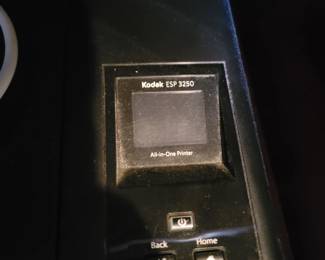 Kodak ESP 3250
All-in-One Printer
Back Home